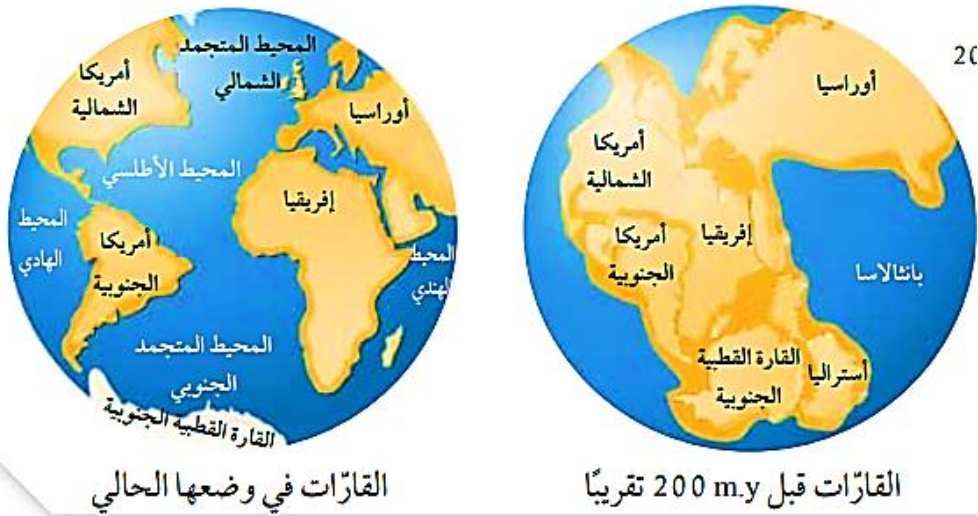 20
أوراسيا
أمريكا
الشمالية
إفريقيا
أمريكا
الجنوبية
بانثالاسا
القارة القطبية
الجنوبية
أستراليا
القارّات قبل 200 m.y تقريبًا
المحيط المتجمد
الشمالي
أمريكا
الشمالية
أوراسيا
المحيط الأطلسي
إفريقيا
المحيط
الهادي
أمريكا
الجنوبية
المحيط
الهندي
المحيط المتجمد
الجنوبي
القارة القطبية الجنوبية
القارّات في وضعها الحالي